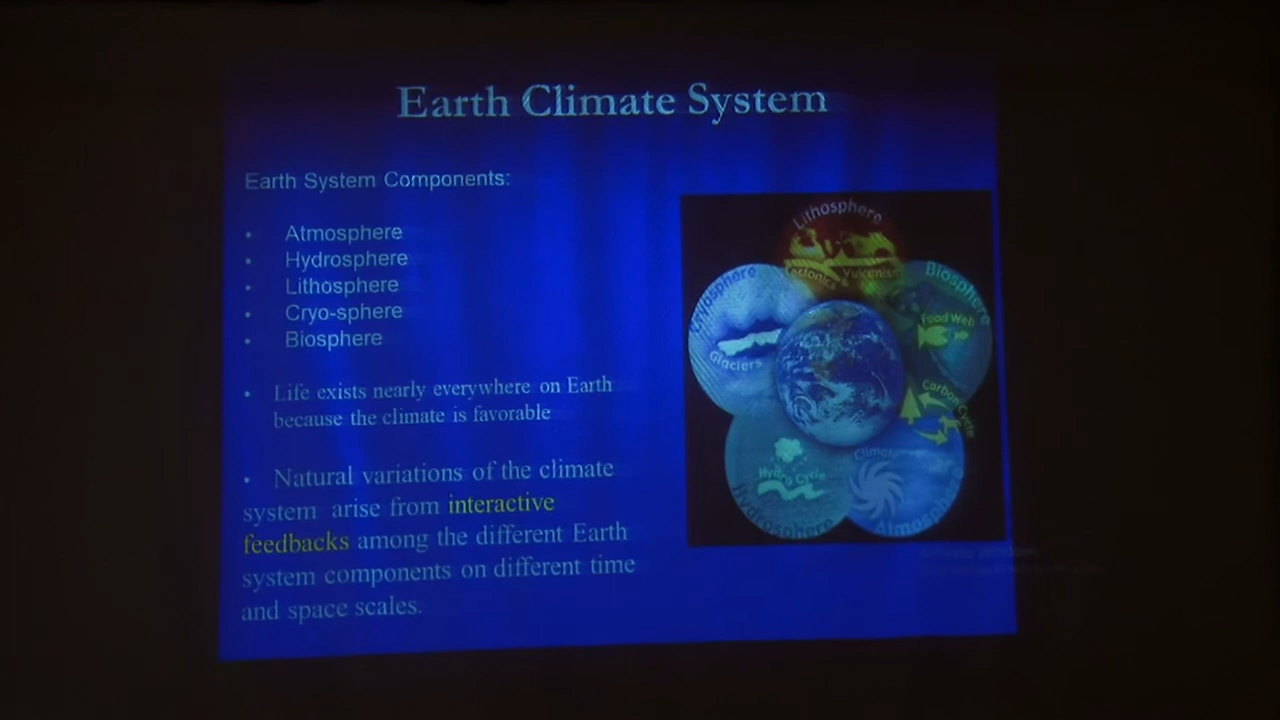 Earth Climate System
Earth System Components:
• Atmosphere
• Hydrosphere
• Lithosphere
• Cryo-sphere
• Biosphere
• Life exists nearly everywhere on Earth
because the climate is favorable
• Natural variations of the climate
system arise from interactive
feedbacks among the different Earth
system components on different time
and space scales.
Lithosphere
Tectonics & Vulcanism
Cryosphere
Glaciers
Biosphere
Food Web
Carbon Cycle
Hydro Cycle
Hydrosphere
Climate
Atmosphere